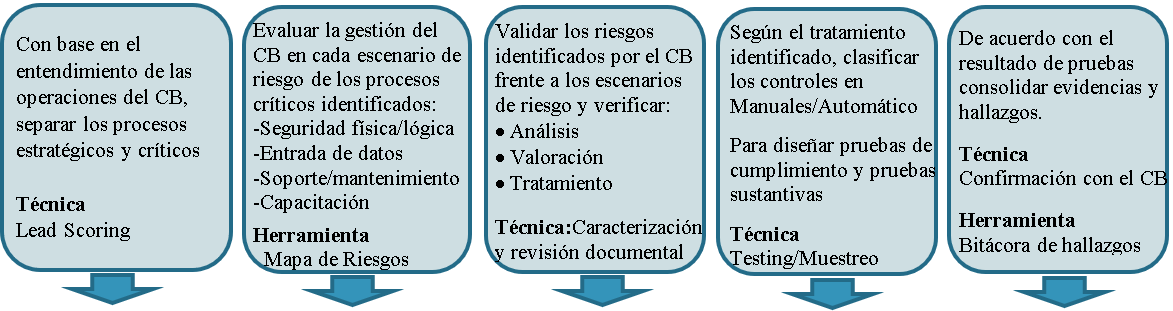 Con base en el
entendimiento de las
operaciones del CB,
separar los procesos
estratégicos y críticos
Técnica
Lead Scoring
Evaluar la gestión del
CB en cada escenario de
riesgo de los procesos
críticos identificados:
-Seguridad física/lógica
-Entrada de datos
-Soporte/mantenimiento
-Capacitación
Herramienta
Mapa de Riesgos
Validar los riesgos
identificados por el CB
frente a los escenarios
de riesgo y verificar:
• Análisis
• Valoración
• Tratamiento
Técnica:Caracterización
y revisión documental
Según el tratamiento
identificado, clasificar
los controles en
Manuales/Automático
Para diseñar pruebas de
cumplimiento y pruebas
sustantivas
Técnica
Testing/Muestreo
De acuerdo con el
resultado de pruebas
consolidar evidencias y
hallazgos.
Técnica
Confirmación con el CB
Herramienta
Bitácora de hallazgos